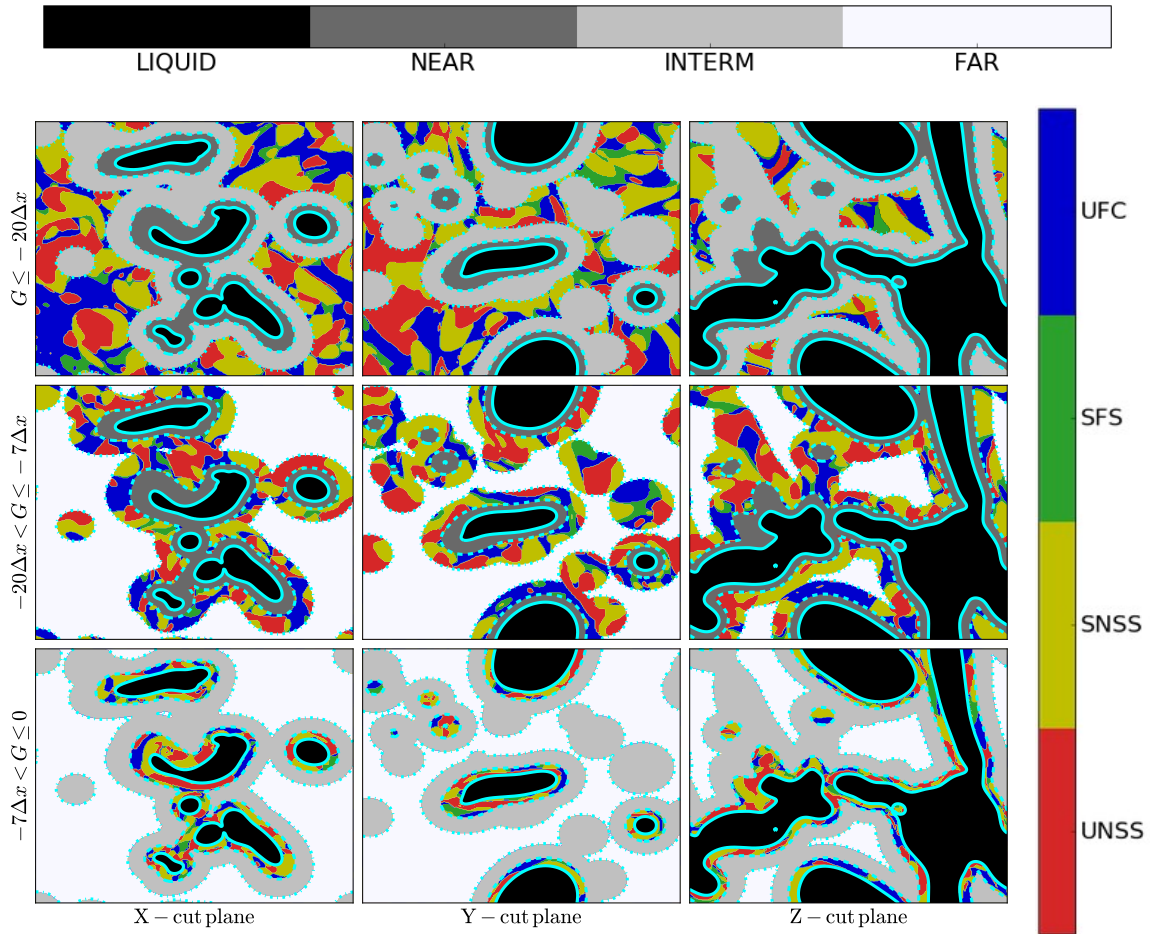 LIQUID NEAR INTERM FAR
G ≤ −20Δx
−20Δx < G ≤ −7Δx
−7Δx < G ≤ 0
X − cut plane Y − cut plane Z − cut plane
UFC
SFS
SNSS
UNSS